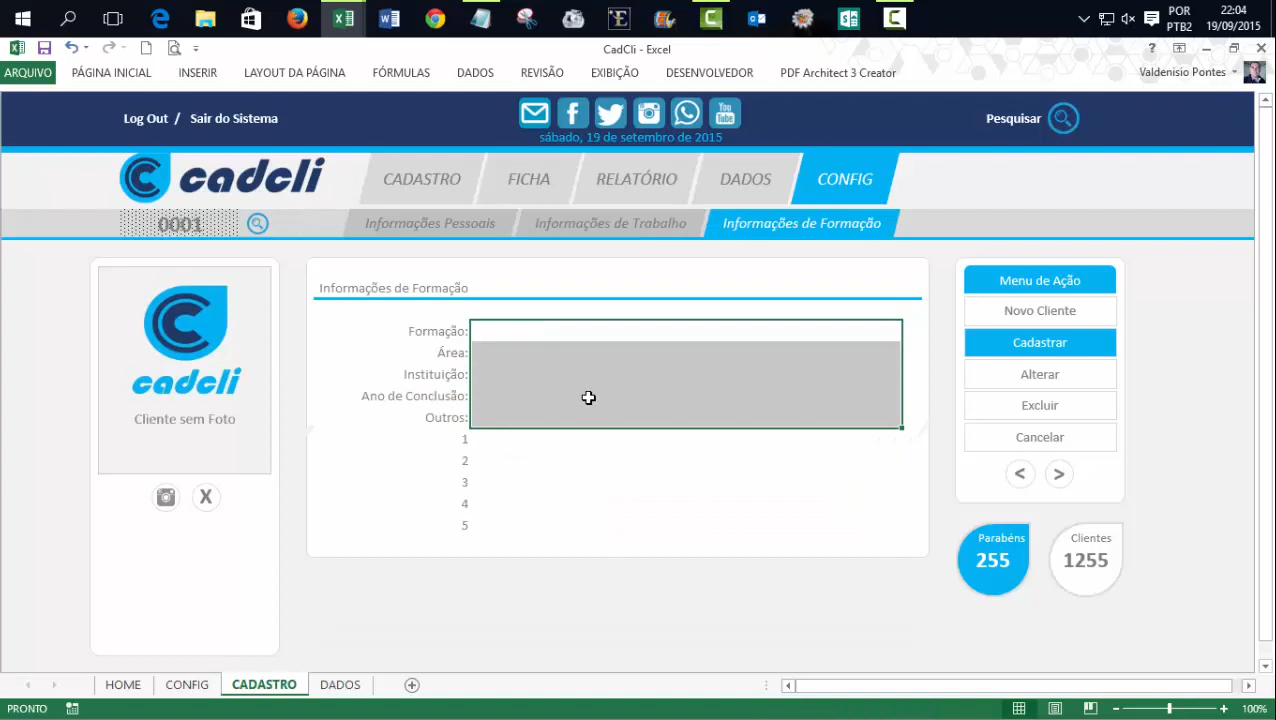 POR
PTB2
22:04
19/09/2015
CadCli - Excel
ARQUIVO
PÁGINA INICIAL
INSERIR
LAYOUT DA PÁGINA
FÓRMULAS
DADOS
REVISÃO
EXIBIÇÃO
DESENVOLVEDOR
PDF Architect 3 Creator
Valdenisio Pontes
Log Out / Sair do Sistema
You Tube
sábado, 19 de setembro de 2015
Pesquisar
cadcli
CADASTRO
FICHA
RELATÓRIO
DADOS
CONFIG
0001
Informações Pessoais
Informações de Trabalho
Informações de Formação
cadcli
Cliente sem Foto
X
Informações de Formação
Formação:
Área:
Instituição:
Ano de Conclusão:
Outros:
1
2
3
4
5
Menu de Ação
Novo Cliente
Cadastrar
Alterar
Excluir
Cancelar
< >
Parabéns
255
Clientes
1255
HOME
CONFIG
CADASTRO
DADOS
PRONTO
100%